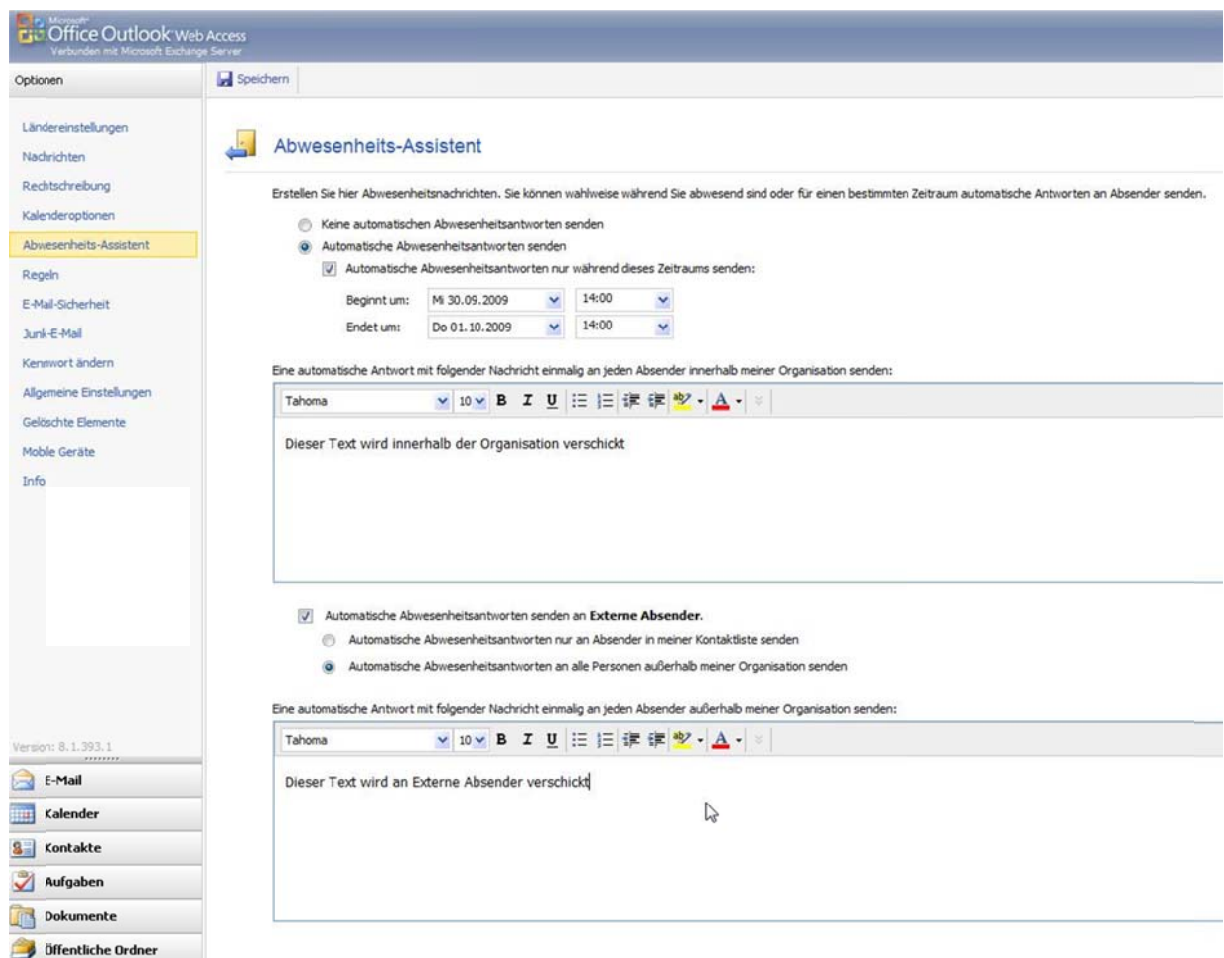 Microsoft®
Office Outlook Web Access
Verbunden mit Microsoft Exchange Server
Optionen
Speichern
Ländereinstellungen
Nachrichten
Rechtschreibung
Kalenderoptionen
Abwesenheits-Assistent
Regeln
E-Mail-Sicherheit
Junk-E-Mail
Kennwort ändern
Allgemeine Einstellungen
Gelöschte Elemente
Mobile Geräte
Info
Version: 8.1.393.1
E-Mail
Kalender
Kontakte
Aufgaben
Dokumente
Öffentliche Ordner
Abwesenheits-Assistent
Erstellen Sie hier Abwesenheitsnachrichten. Sie können wahlweise während Sie abwesend sind oder für einen bestimmten Zeitraum automatische Antworten an Absender senden.
Keine automatischen Abwesenheitsantworten senden
Automatische Abwesenheitsantworten senden
Automatische Abwesenheitsantworten nur während dieses Zeitraums senden:
Beginnt um: Mi 30.09.2009 14:00
Endet um: Do 01.10.2009 14:00
Eine automatische Antwort mit folgender Nachricht einmalig an jeden Absender innerhalb meiner Organisation senden:
Tahoma 10 B I U ab A
Dieser Text wird innerhalb der Organisation verschickt
Automatische Abwesenheitsantworten senden an Externe Absender.
Automatische Abwesenheitsantworten nur an Absender in meiner Kontaktliste senden
Automatische Abwesenheitsantworten an alle Personen außerhalb meiner Organisation senden
Eine automatische Antwort mit folgender Nachricht einmalig an jeden Absender außerhalb meiner Organisation senden:
Tahoma 10 B I U ab A
Dieser Text wird an Externe Absender verschickt